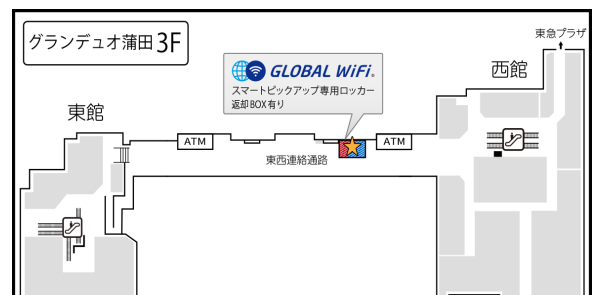 グランデュオ蒲田3F
東急プラザ
GLOBAL WiFi.
スマートピックアップ専用ロッカー
返却BOX有り
西館
東館
ATM
ATM
東西連絡通路